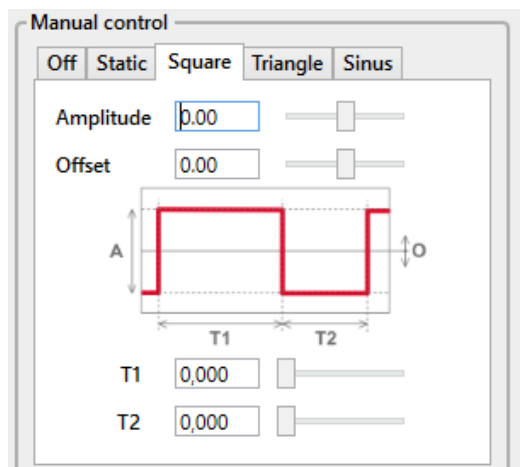 Manual control
Off Static Square Triangle Sinus
Amplitude 0.00
Offset 0.00
A O
T1 T2
T1 0,000
T2 0,000